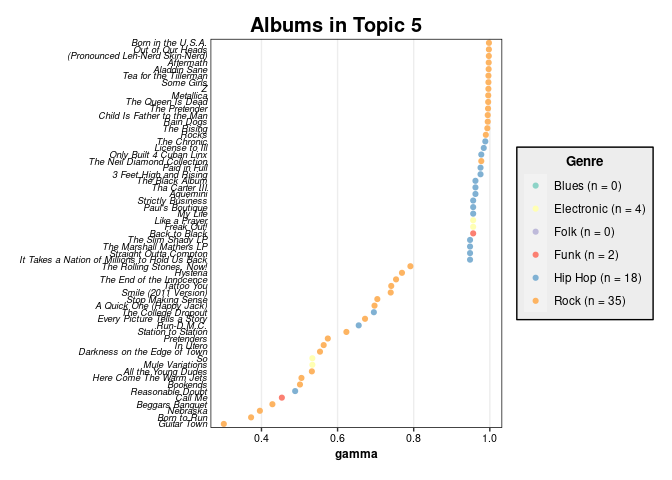 Albums in Topic 5
Born in the U.S.A.
Out of Our Heads
(Pronounced Leh-Nerd Skin-Nerd)
Aftermath
Aladdin Sane
Tea for the Tillerman
Some Girls
Z
Metallica
The Queen Is Dead
The Pretender
Child Is Father to the Man
Rain Dogs
The Rising
Rocks
The Chronic
License to Ill
Only Built 4 Cuban Linx
The Neil Diamond Collection
Paid in Full
3 Feet High and Rising
The Black Album
Tha Carter III
Aquemini
Strictly Business
Paul's Boutique
My Life
Like a Prayer
Freak Out!
Back to Black
The Slim Shady LP
The Marshall Mathers LP
Straight Outta Compton
It Takes a Nation of Millions to Hold Us Back
The Rolling Stones, Now!
Hysteria
The End of the Innocence
Tattoo You
Smile (2011 Version)
Stop Making Sense
A Quick One (Happy Jack)
The College Dropout
Every Picture Tells a Story
Run-D.M.C.
Station to Station
Pretenders
In Utero
Darkness on the Edge of Town
So
Mule Variations
All the Young Dudes
Here Come The Warm Jets
Bookends
Reasonable Doubt
Call Me
Beggars Banquet
Nebraska
Born to Run
Guitar Town
0.4 0.6 0.8 1.0
gamma
Genre
Blues (n = 0)
Electronic (n = 4)
Folk (n = 0)
Funk (n = 2)
Hip Hop (n = 18)
Rock (n = 35)